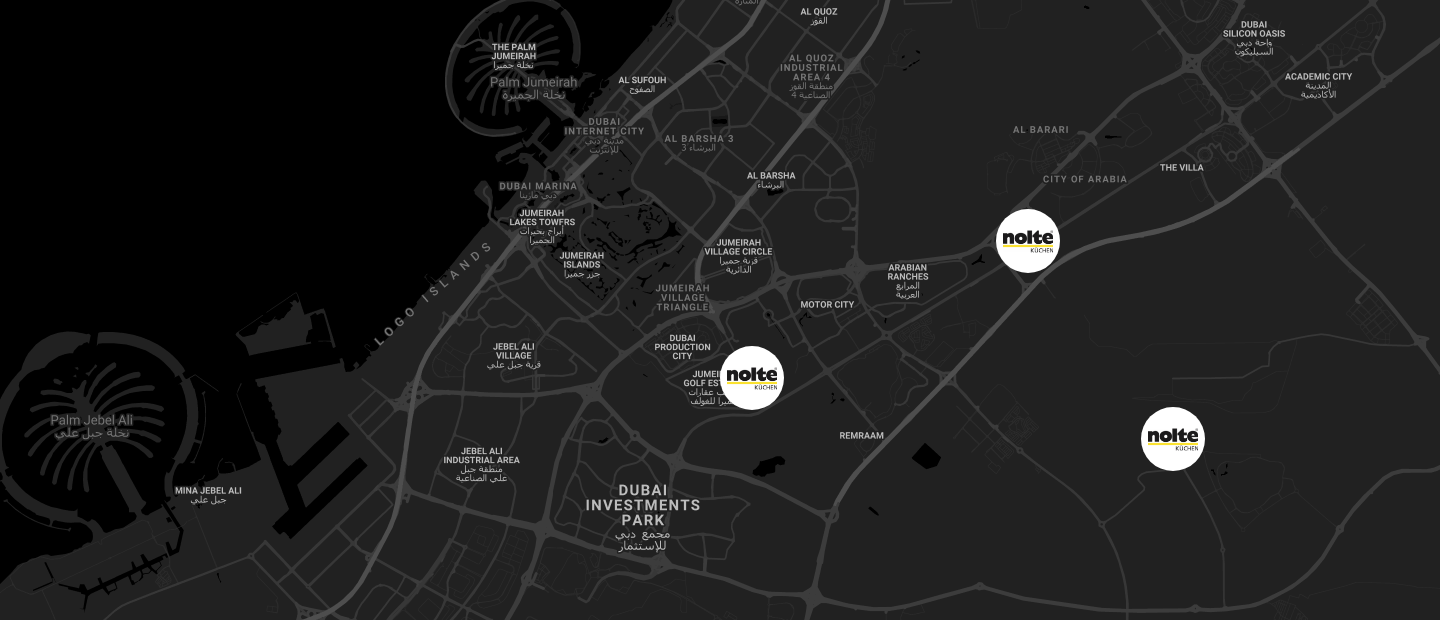 المنارة
AL QUOZ
القوز
DUBAI
SILICON OASIS
واحة دبي
السيليكون
THE PALM
JUMEIRAH
نخلة جميرا
Palm Jumeirah
نخلة الجميرة
AL QUOZ
INDUSTRIAL
AREA 4
منطقة القوز
الصناعية 4
AL SUFOUH
الصفوح
ACADEMIC CITY
المدينة
الأكاديمية
DUBAI
INTERNET CITY
مدينة دبي
للإنترنت
AL BARSHA 3
البرشاء 3
AL BARARI
THE VILLA
AL BARSHA
البرشاء
CITY OF ARABIA
DUBAI MARINA
دبي مارينا
JUMEIRAH
LAKES TOWERS
أبراج بحيرات
الجميرا
nolte
KÜCHEN
JUMEIRAH
VILLAGE CIRCLE
قرية جميرا
الدائرية
JUMEIRAH
ISLANDS
جزر جميرا
LOGO ISLANDS
ARABIAN
RANCHES
المرابع
العربية
JUMEIRAH
VILLAGE
TRIANGLE
MOTOR CITY
DUBAI
PRODUCTION
CITY
JEBEL ALI
VILLAGE
قرية جبل علي
JUMEI
GOLF EST
عقارات
للغولف
nolte
KÜCHEN
Palm Jebel Ali
نخلة جبل علي
REMRAAM
nolte
KÜCHEN
JEBEL ALI
INDUSTRIAL AREA
منطقة جبل
علي الصناعية
MINA JEBEL ALI
جبل علي
DUBAI
INVESTMENTS
PARK
مجمع دبي
للإستثمار